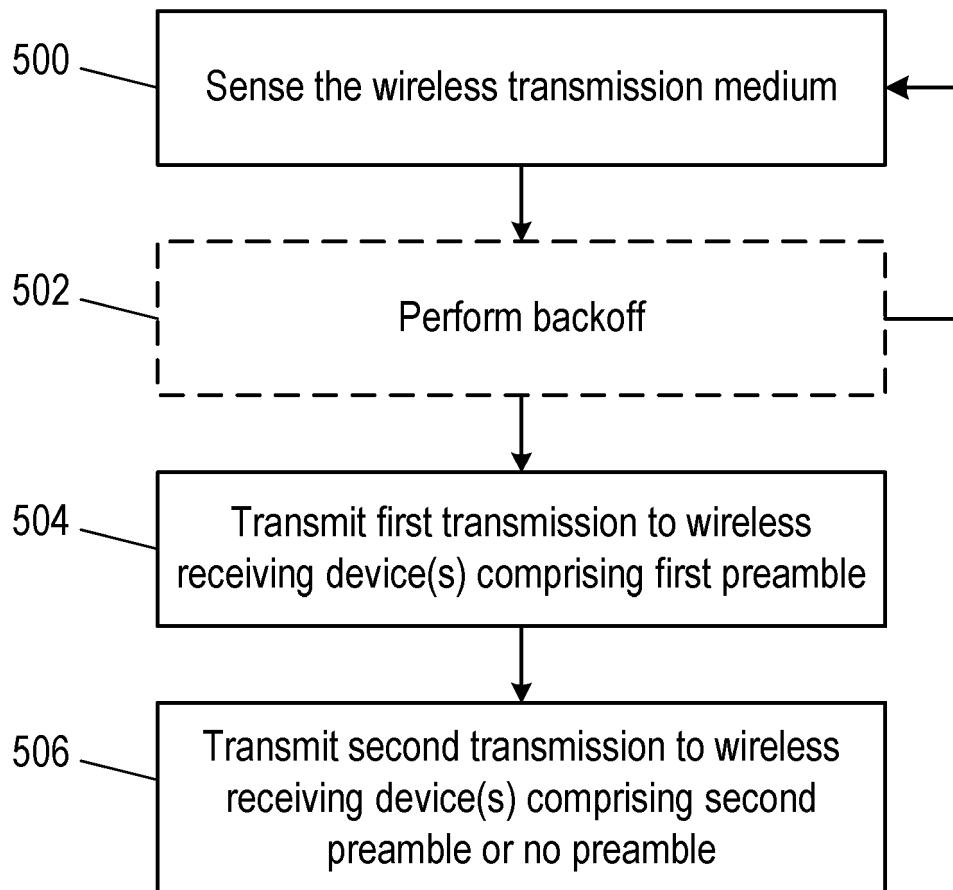 500
Sense the wireless transmission medium
502
Perform backoff
504
Transmit first transmission to wireless
receiving device(s) comprising first preamble
506
Transmit second transmission to wireless
receiving device(s) comprising second
preamble or no preamble